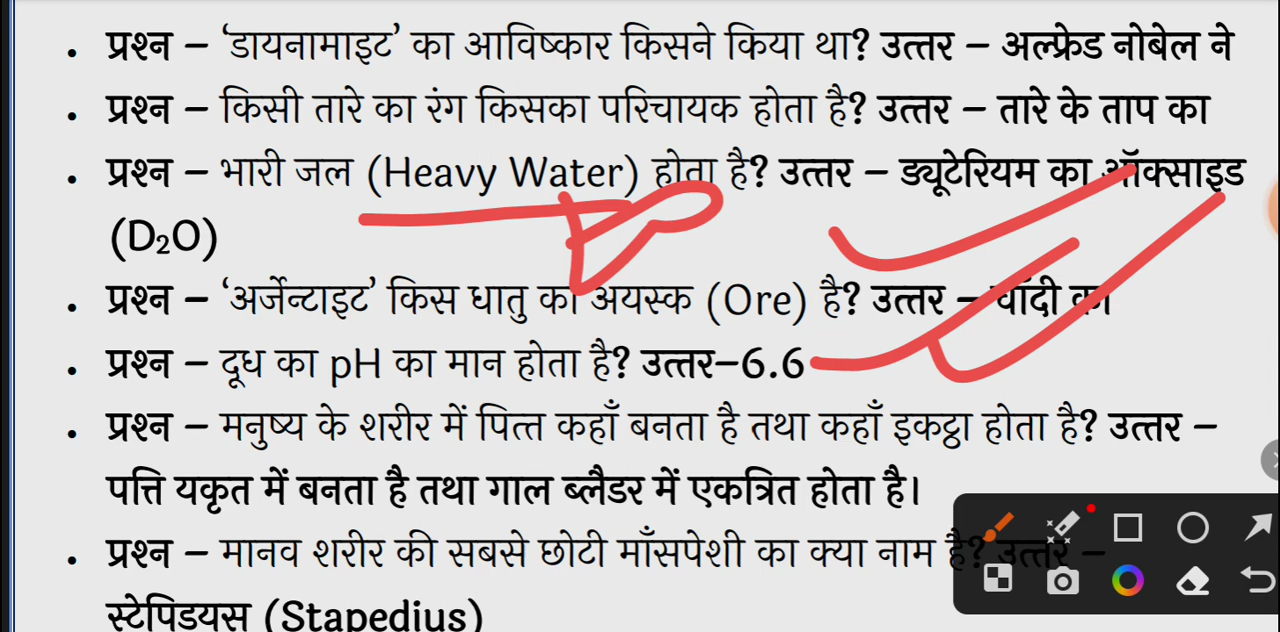 • प्रश्न – ‘डायनामाइट’ का आविष्कार किसने किया था? उत्तर – अल्फ्रेड नोबेल ने
• प्रश्न – किसी तारे का रंग किसका परिचायक होता है? उत्तर – तारे के ताप का
• प्रश्न – भारी जल (Heavy Water) होता है? उत्तर – ड्यूटेरियम का ऑक्साइड
(D₂O)
• प्रश्न – ‘अर्जेन्टाइट’ किस धातु का अयस्क (Ore) है? उत्तर – चाँदी का
• प्रश्न – दूध का pH का मान होता है? उत्तर–6.6
• प्रश्न – मनुष्य के शरीर में पित्त कहाँ बनता है तथा कहाँ इकट्ठा होता है? उत्तर –
पत्ति यकृत में बनता है तथा गाल ब्लैडर में एकत्रित होता है।
• प्रश्न – मानव शरीर की सबसे छोटी माँसपेशी का क्या नाम है? उत्तर –
स्टेपिडयस (Stapedius)